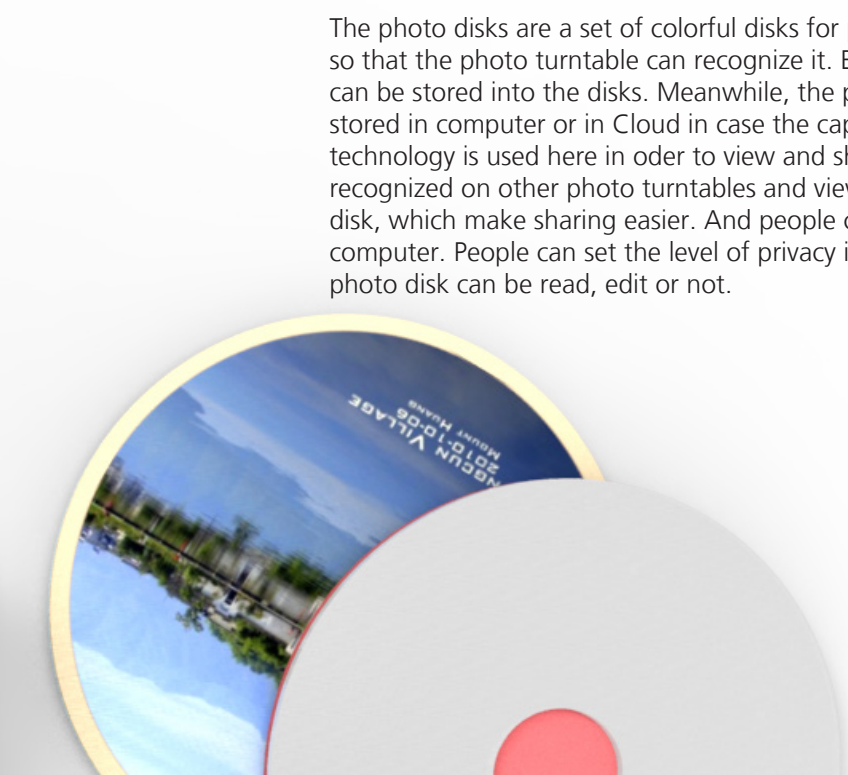 The photo disks are a set of colorful disks for
so that the photo turntable can recognize it.
can be stored into the disks. Meanwhile, the
stored in computer or in Cloud in case the
technology is used here in oder to view and
recognized on other photo turntables and
disk, which make sharing easier. And people
computer. People can set the level of privacy
photo disk can be read, edit or not.
Village
2010-10-06
Mount Huang